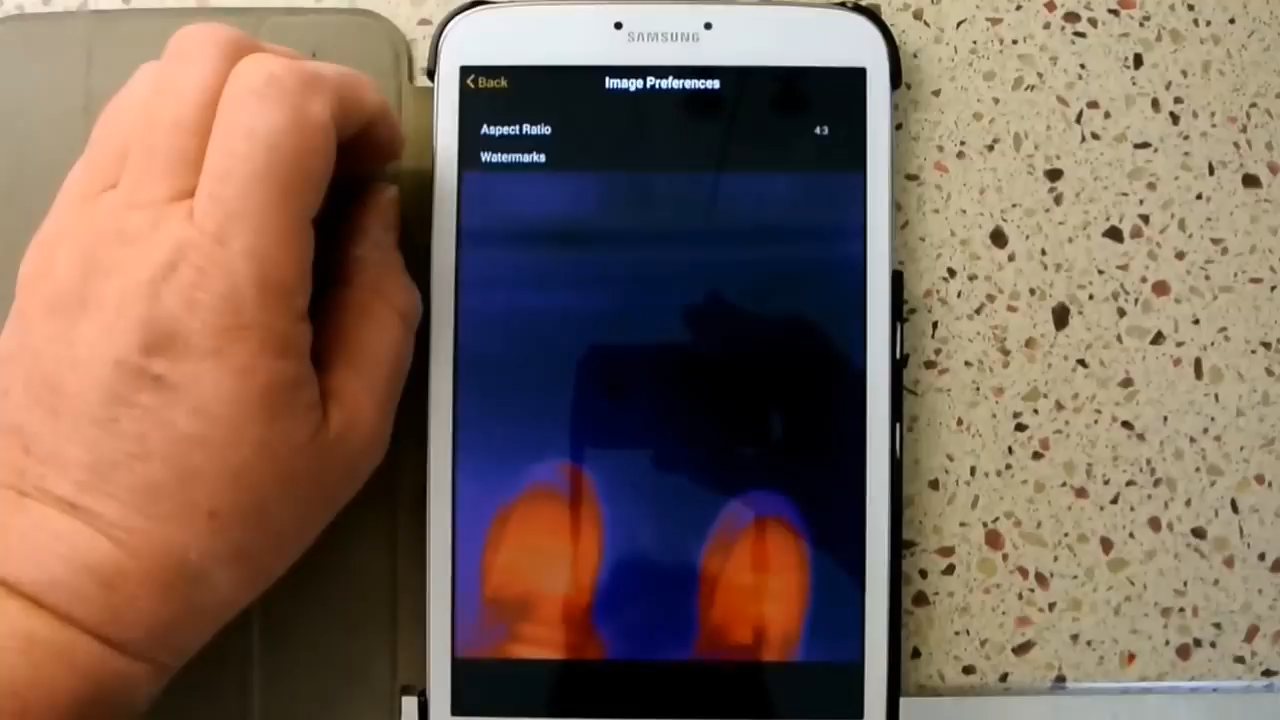 SAMSUNG
Back
Image Preferences
Aspect Ratio
4:3
Watermarks